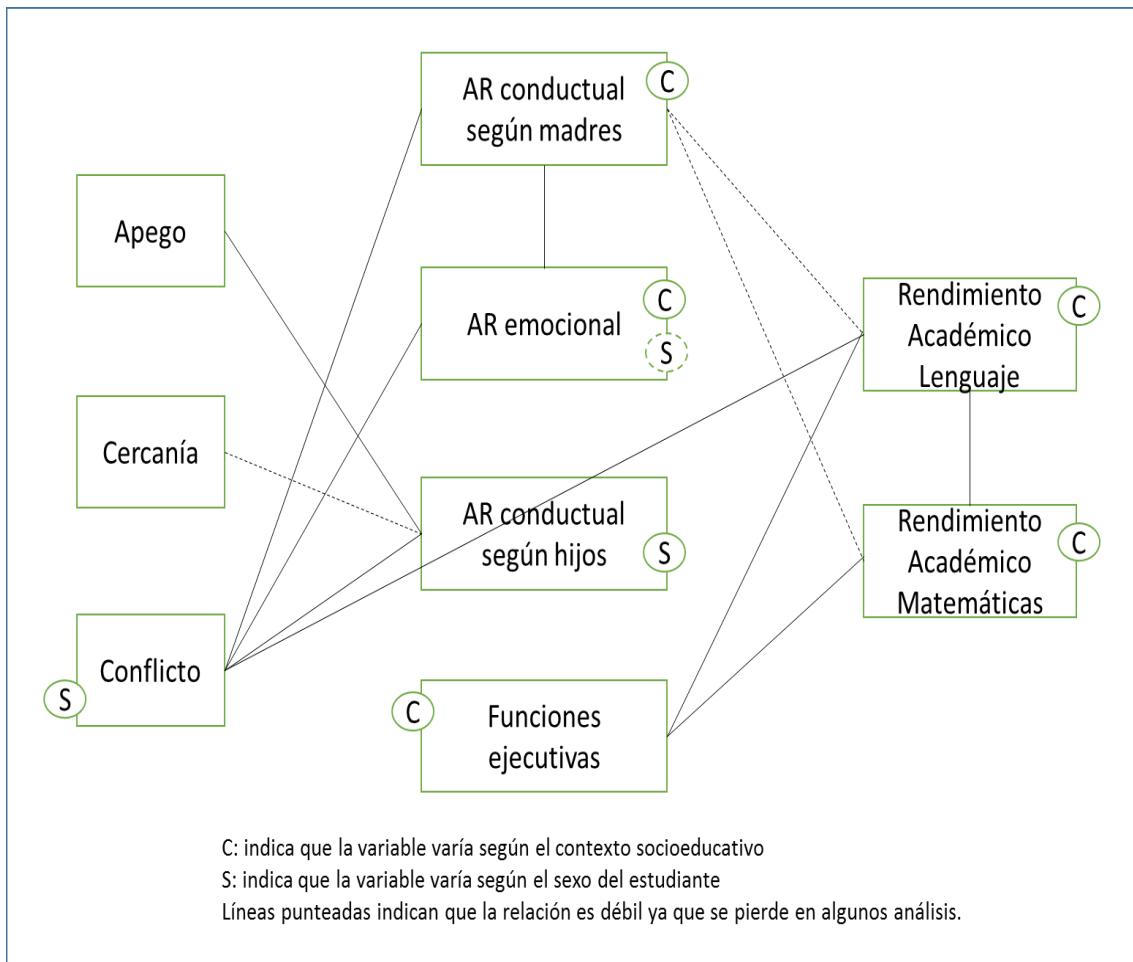 AR conductual
según madres
C
Apego
AR emocional
C
S
Rendimiento
Académico
Lenguaje
C
Cercanía
AR conductual
según hijos
S
Rendimiento
Académico
Matemáticas
C
Conflicto
S
C
Funciones
ejecutivas
C: indica que la variable varía según el contexto socioeducativo
S: indica que la variable varía según el sexo del estudiante
Líneas punteadas indican que la relación es débil ya que se pierde en algunos análisis.